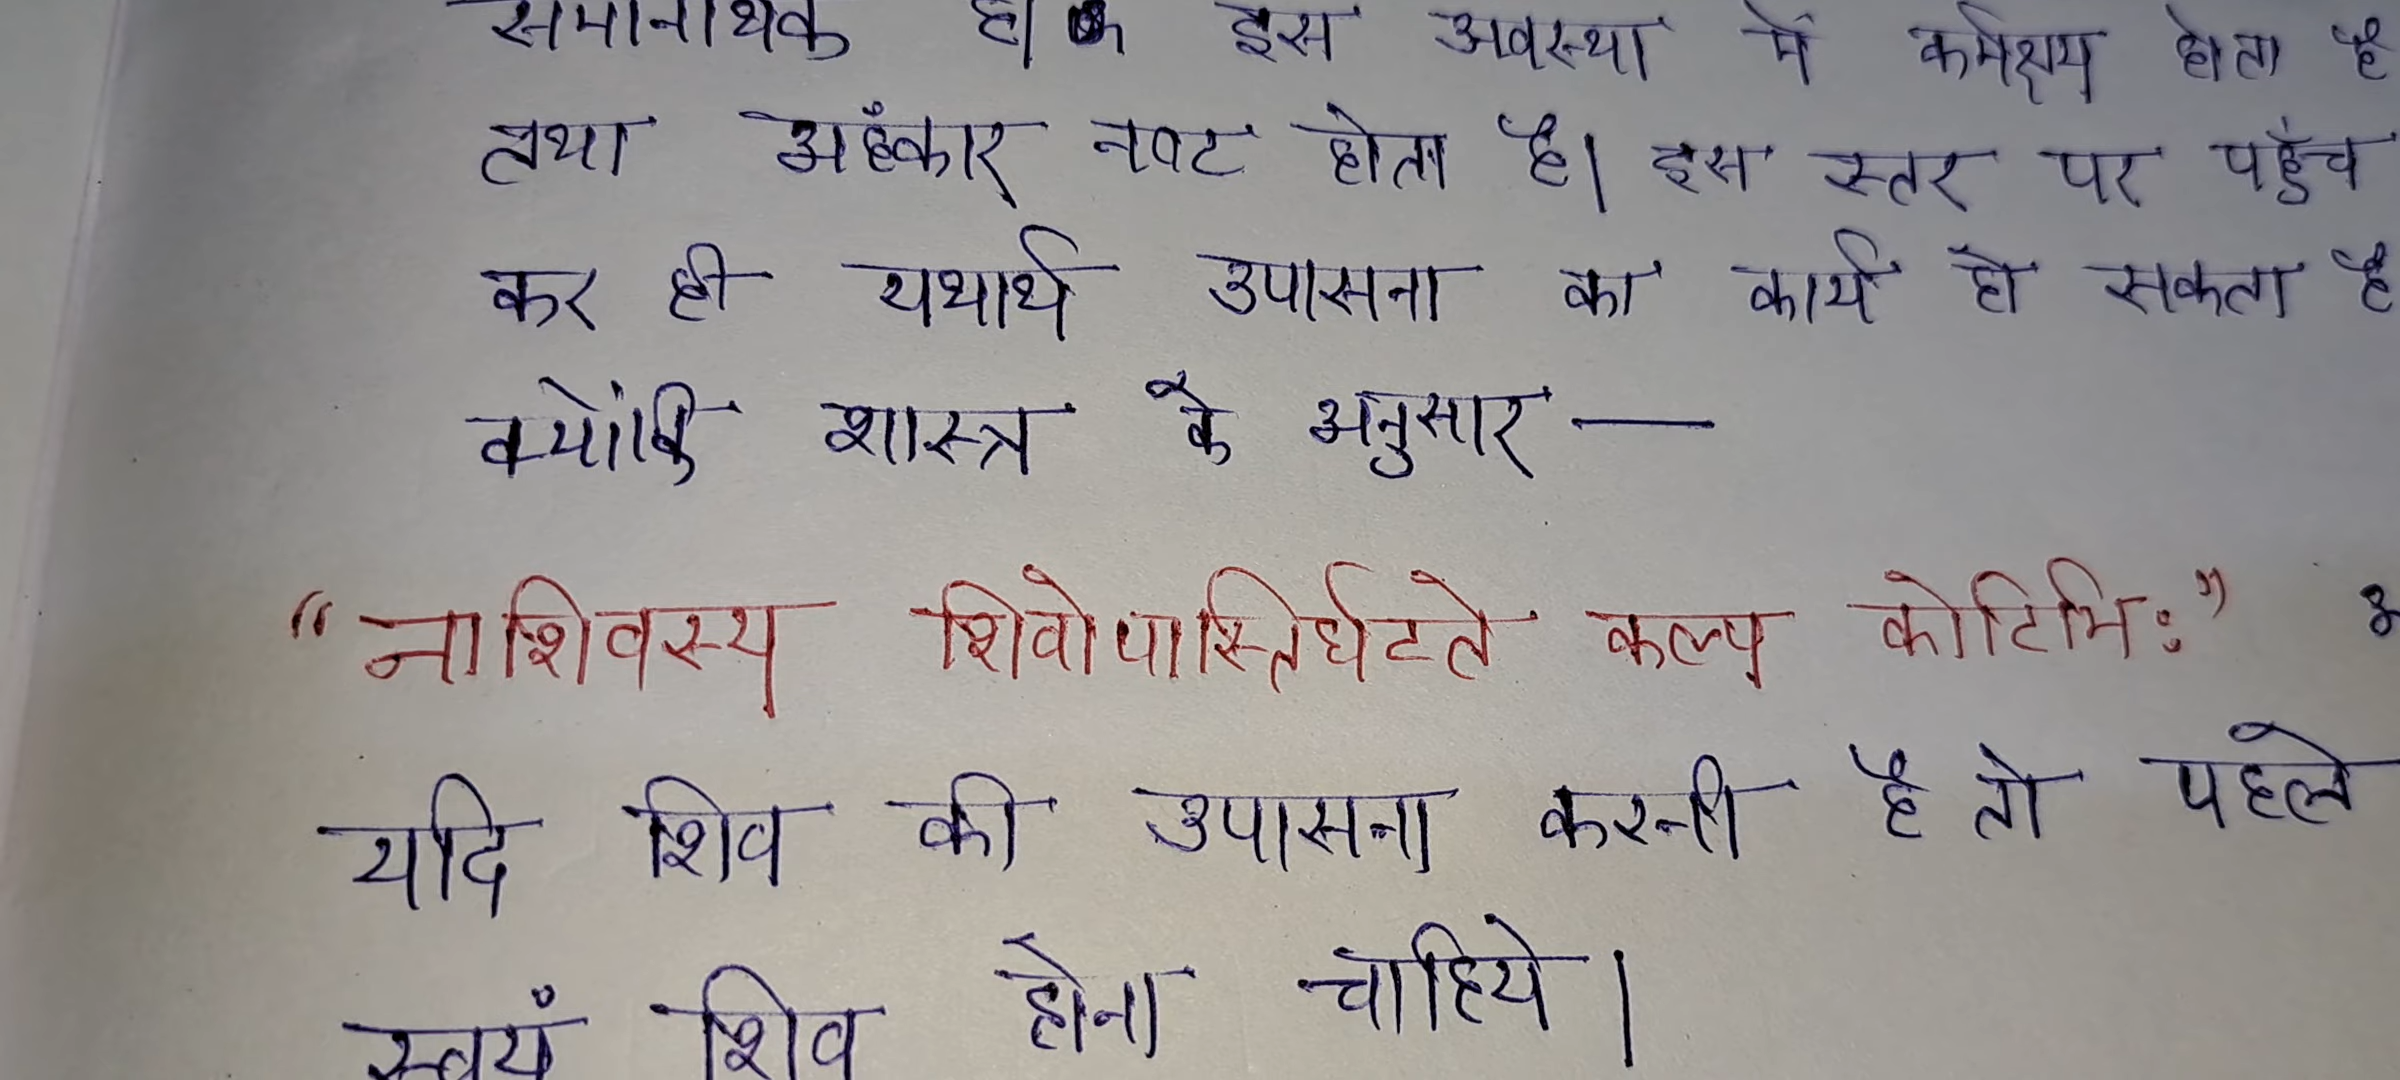 समानार्थक है। इस अवस्था में कर्मक्षय होता है
तथा अहँकार नष्ट होता है। इस स्तर पर पहुँच
कर ही यथार्थ उपासना का कार्य हो सकता है
क्योंकि शास्त्र के अनुसार —
“नाशिवस्य शिवोपास्तिर्घटते कल्प कोटिभिः”
यदि शिव की उपासना करनी है तो पहले
स्वयँ शिव होना चाहिये।